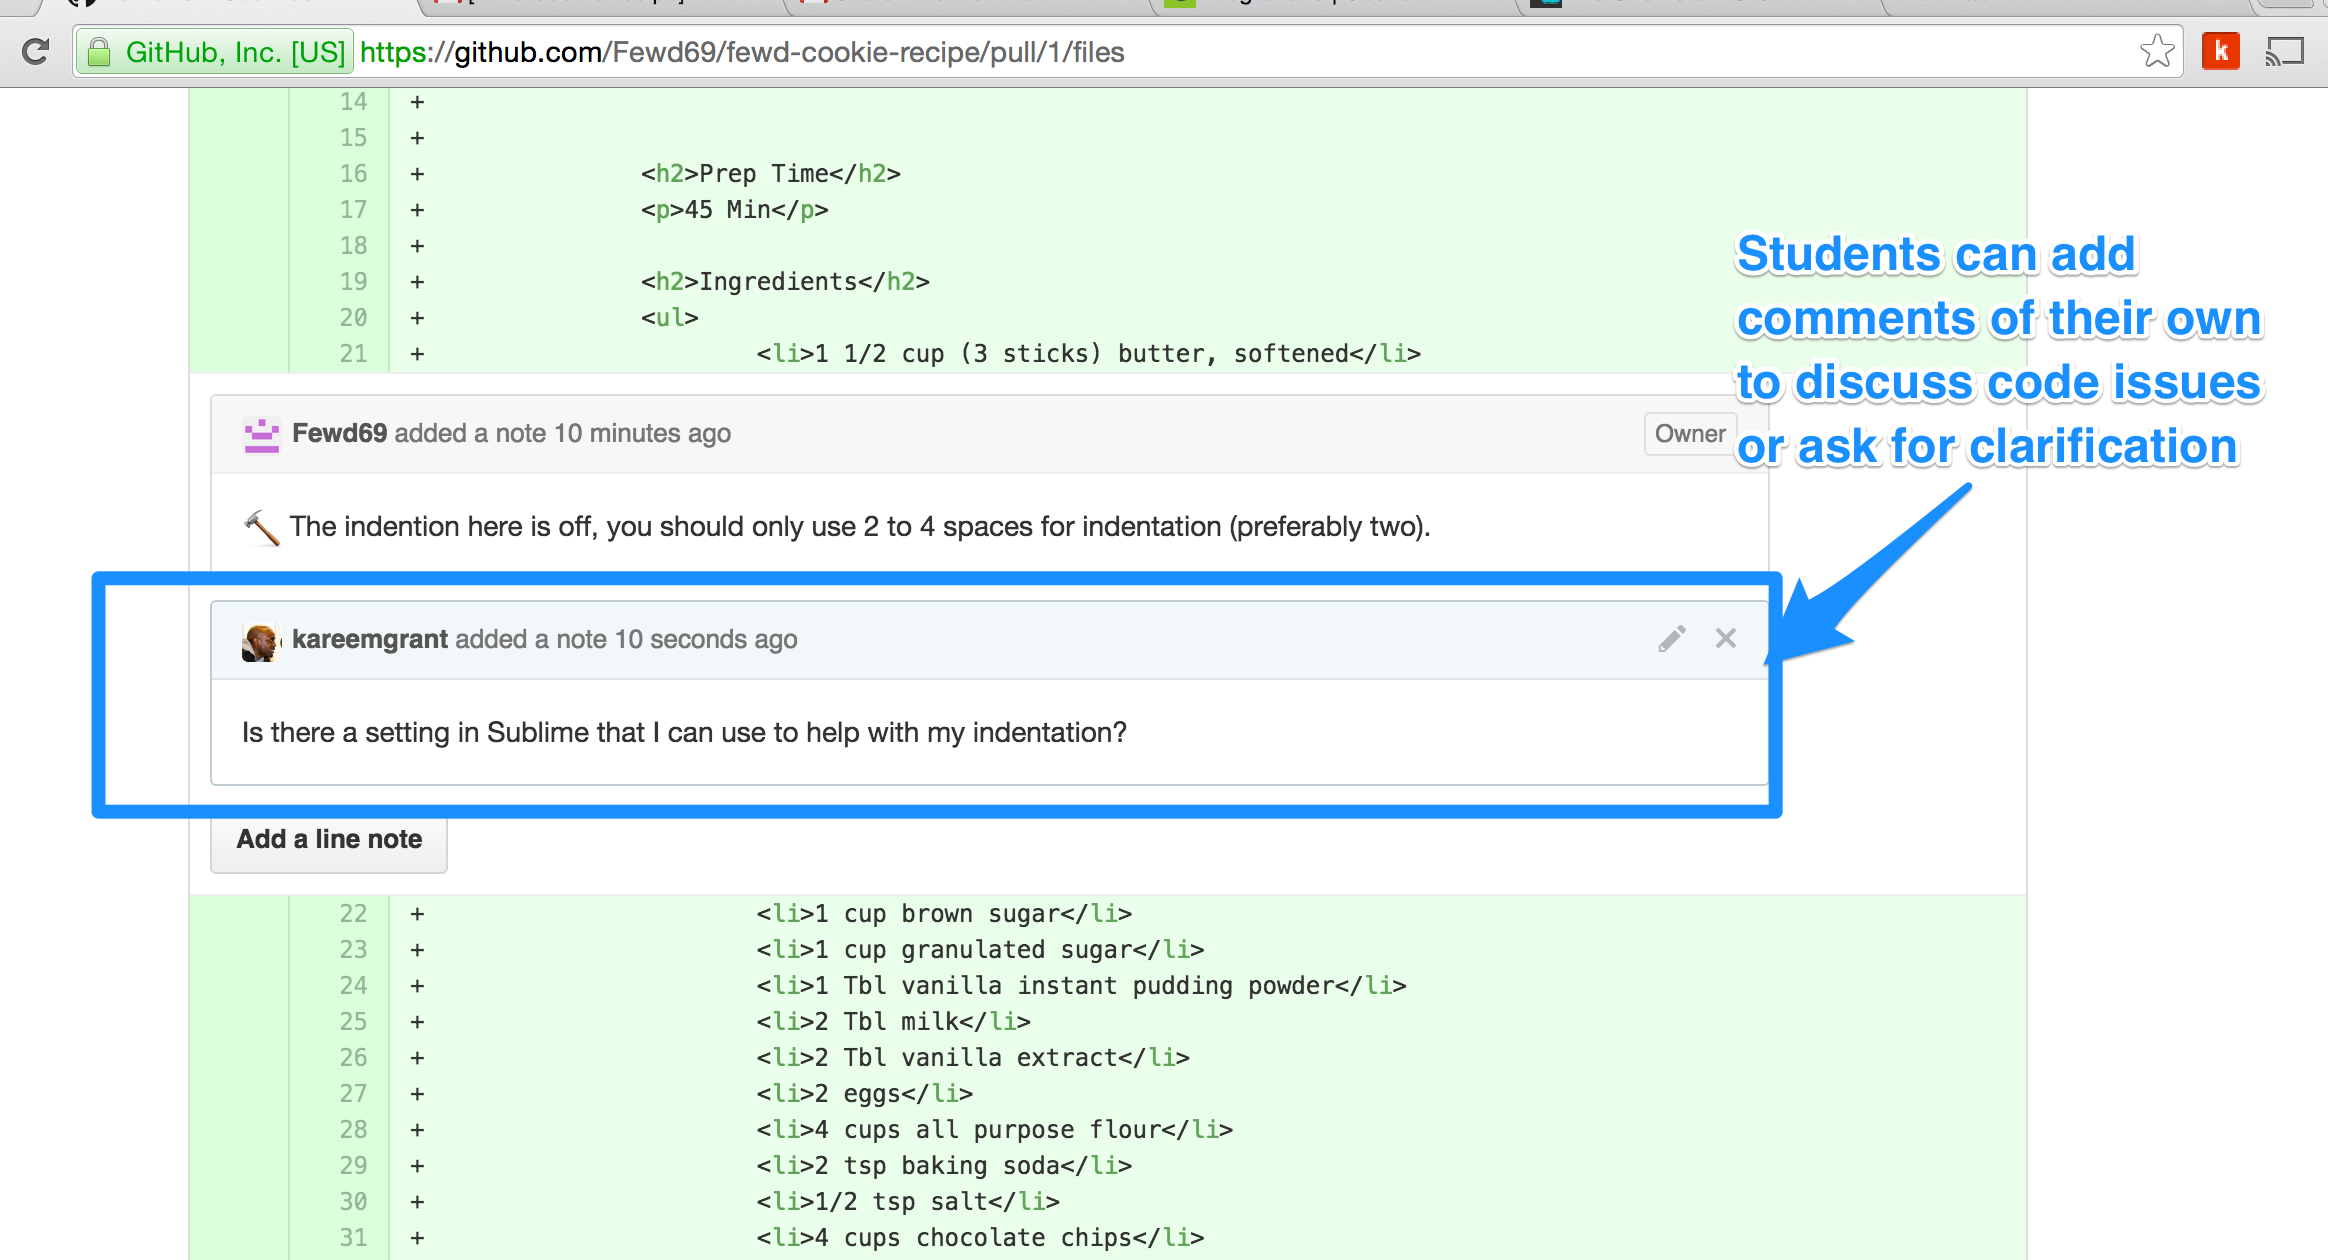 GitHub, Inc. [US] https://github.com/Fewd69/fewd-cookie-recipe/pull/1/files
k
14 +
15 +
16 + <h2>Prep Time</h2>
17 + <p>45 Min</p>
18 +
19 + <h2>Ingredients</h2>
20 + <ul>
21 + <li>1 1/2 cup (3 sticks) butter, softened</li>
Students can add
comments of their own
to discuss code issues
or ask for clarification
Fewd69 added a note 10 minutes ago Owner
The indention here is off, you should only use 2 to 4 spaces for indentation (preferably two).
kareemgrant added a note 10 seconds ago
Is there a setting in Sublime that I can use to help with my indentation?
Add a line note
22 + <li>1 cup brown sugar</li>
23 + <li>1 cup granulated sugar</li>
24 + <li>1 Tbl vanilla instant pudding powder</li>
25 + <li>2 Tbl milk</li>
26 + <li>2 Tbl vanilla extract</li>
27 + <li>2 eggs</li>
28 + <li>4 cups all purpose flour</li>
29 + <li>2 tsp baking soda</li>
30 + <li>1/2 tsp salt</li>
31 + <li>4 cups chocolate chips</li>